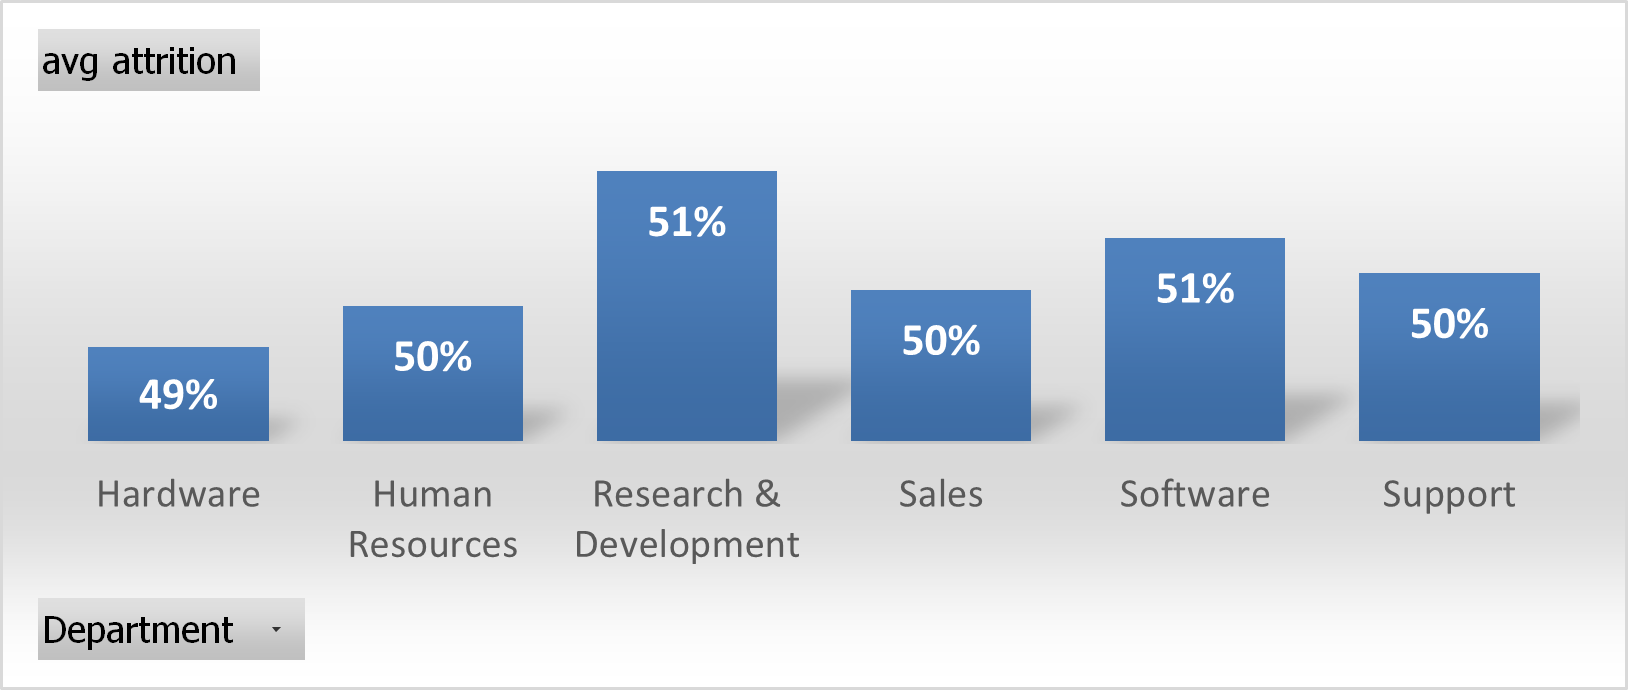 avg attrition
51%
51%
50%
50%
50%
49%
Hardware
Human
Resources
Research &
Development
Sales
Software
Support
Department